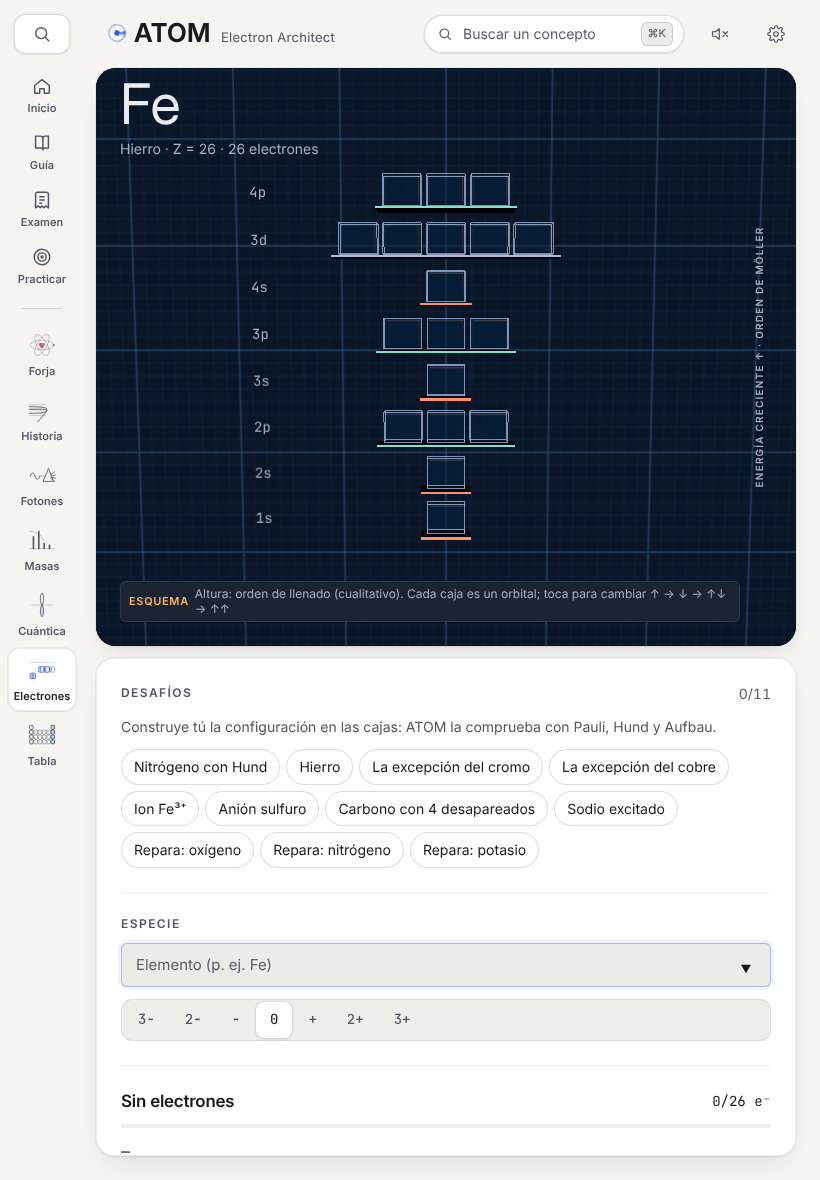 ATOM Electron Architect
Buscar un concepto ⌘K
Inicio
Guía
Examen
Practicar
Forja
Historia
Fotones
Masas
Cuántica
Electrones
Tabla
Fe
Hierro · Z = 26 · 26 electrones
4p
3d
4s
3p
3s
2p
2s
1s
ENERGÍA CRECIENTE ↑ · ORDEN DE MÖLLER
ESQUEMA Altura: orden de llenado (cualitativo). Cada caja es un orbital; toca para cambiar ↑ → ↓ → ↑↓
→ ↑↑
DESAFÍOS 0/11
Construye tú la configuración en las cajas: ATOM la comprueba con Pauli, Hund y Aufbau.
Nitrógeno con Hund Hierro La excepción del cromo La excepción del cobre
Ion Fe³⁺ Anión sulfuro Carbono con 4 desapareados Sodio excitado
Repara: oxígeno Repara: nitrógeno Repara: potasio
ESPECIE
Elemento (p. ej. Fe)
3- 2- - 0 + 2+ 3+
Sin electrones 0/26 e⁻
—